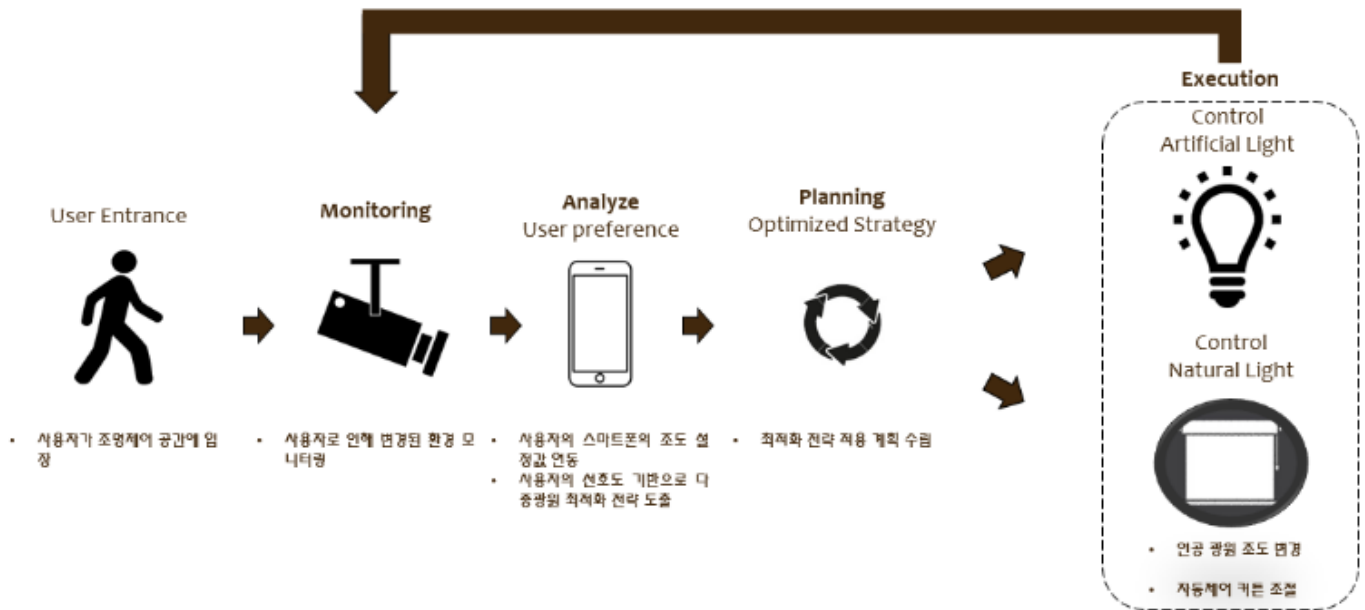 Execution
Control
Artificial Light
User Entrance
Monitoring
Analyze
User preference
Planning
Optimized Strategy
Control
Natural Light
• 사용자가 조명제어 공간에 입
장
• 사용자로 인해 변경된 환경 모
니터링
• 사용자의 스마트폰의 조도 설
정값 연동
• 사용자의 선호도 기반으로 다
중광원 최적화 전략 도출
• 최적화 전략 적용 계획 수립
• 인공 광원 조도 변경
• 자동제어 커튼 조절